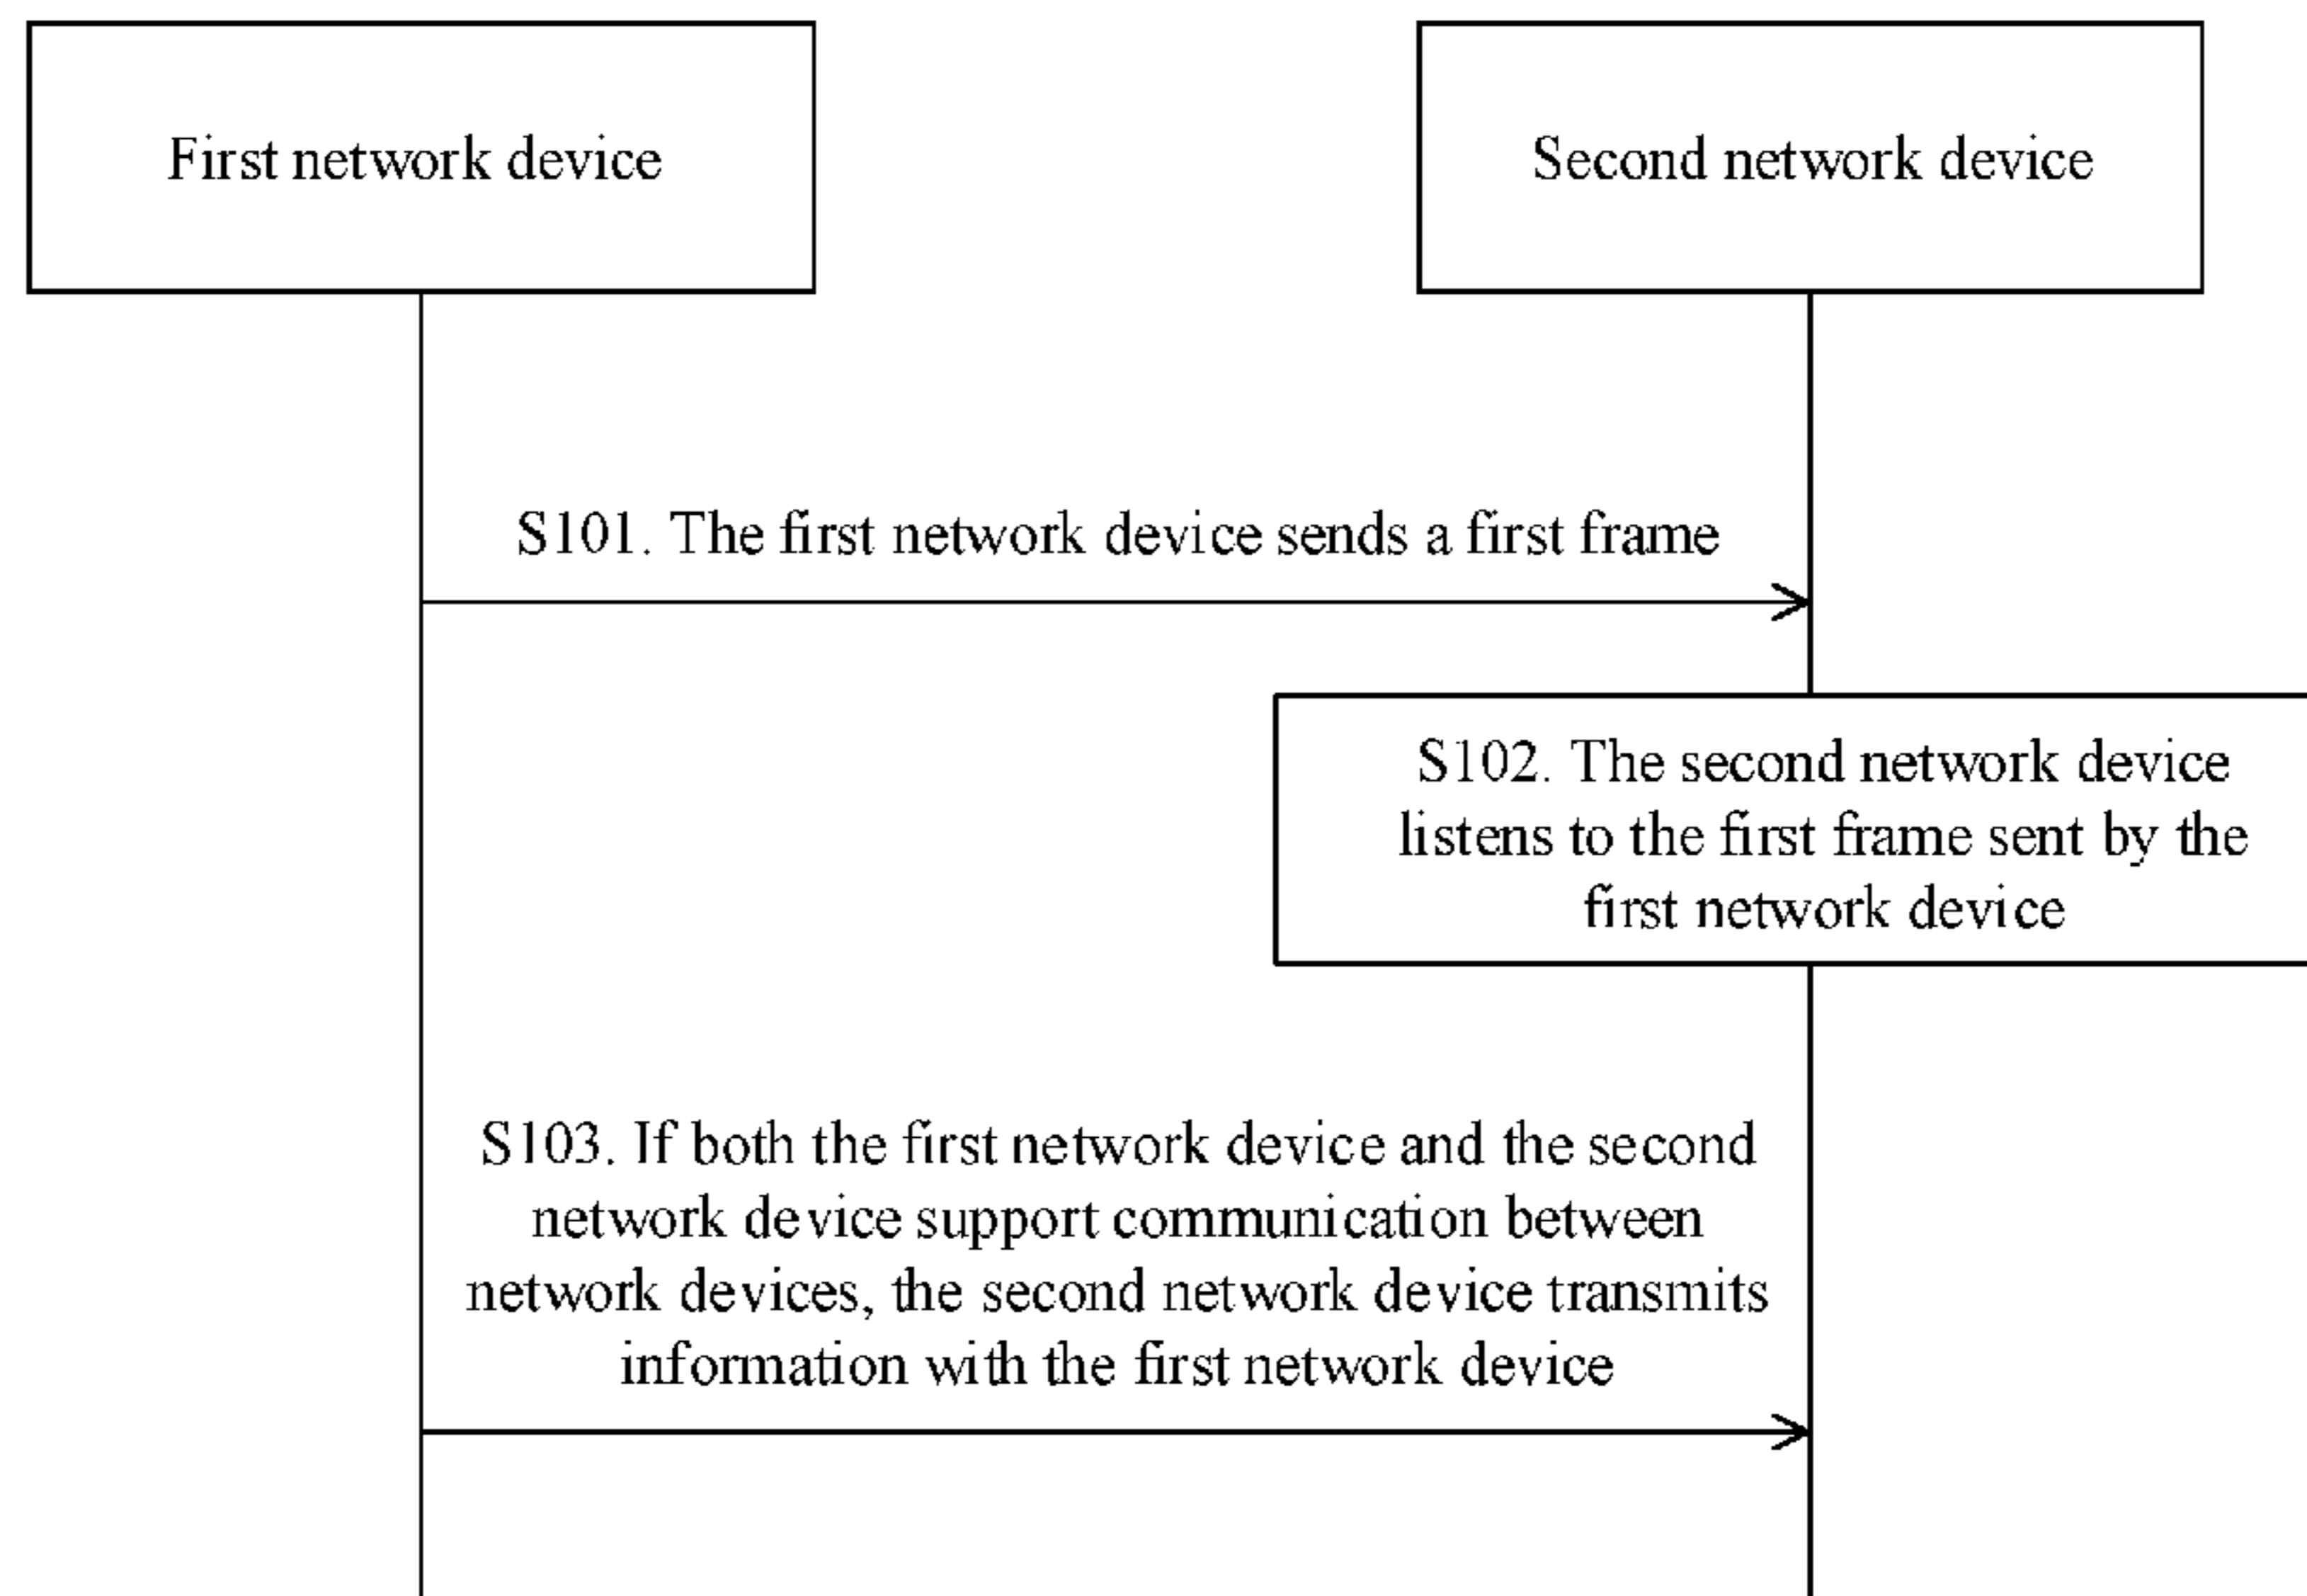 First network device
Second network device
S101. The first network device sends a first frame
S102. The second network device
listens to the first frame sent by the
first network device
S103. If both the first network device and the second
network device support communication between
network devices, the second network device transmits
information with the first network device